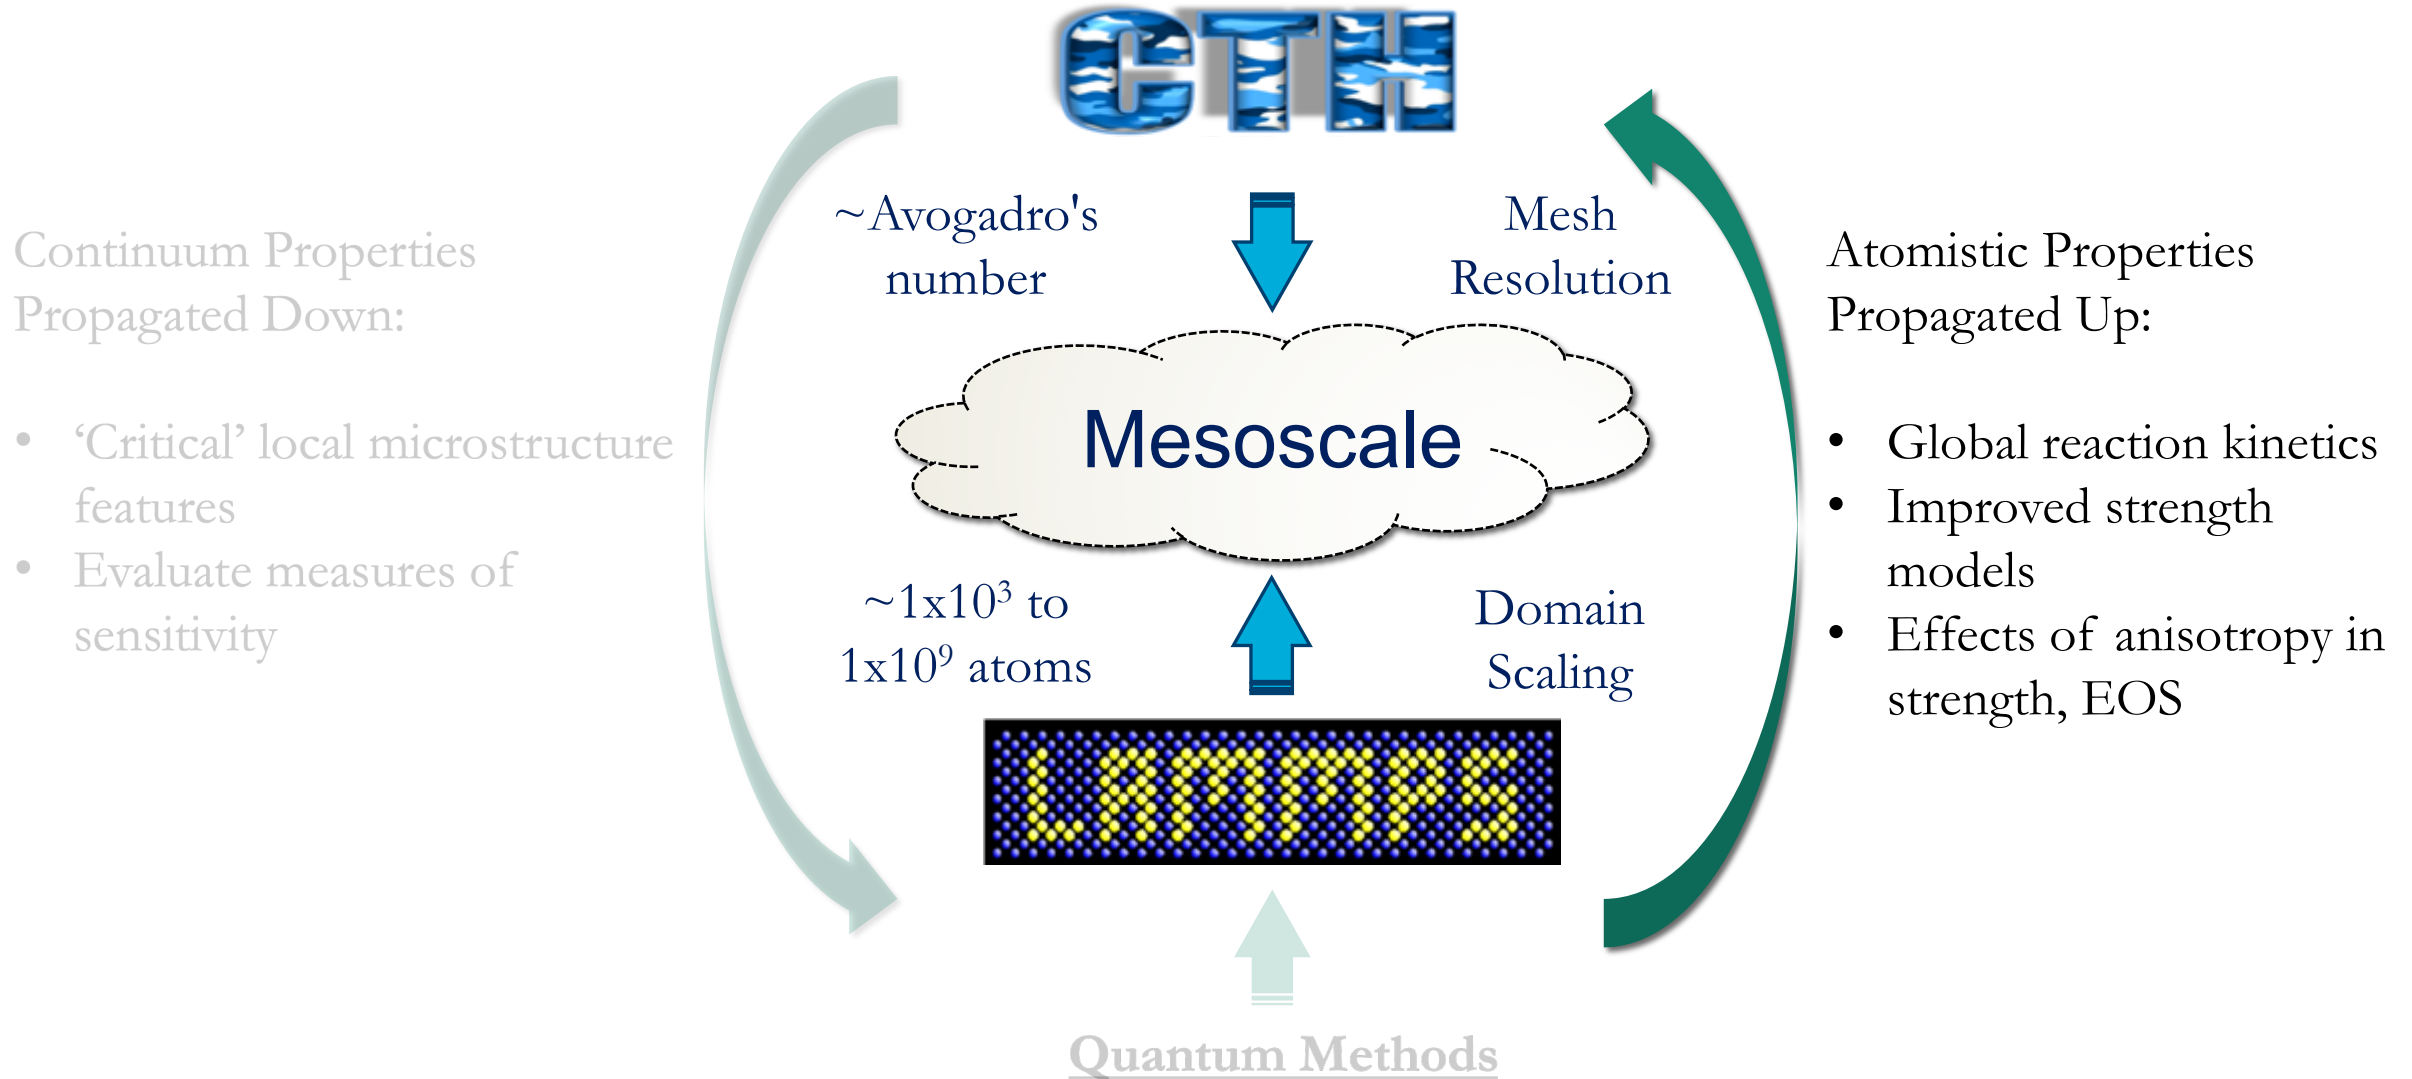 CTH
Continuum Properties
Propagated Down:
• ‘Critical’ local microstructure
features
• Evaluate measures of
sensitivity
~Avogadro's
number
Mesh
Resolution
Mesoscale
~1x10³ to
1x10⁹ atoms
Domain
Scaling
LAMMPS
Quantum Methods
Atomistic Properties
Propagated Up:
• Global reaction kinetics
• Improved strength
models
• Effects of anisotropy in
strength, EOS